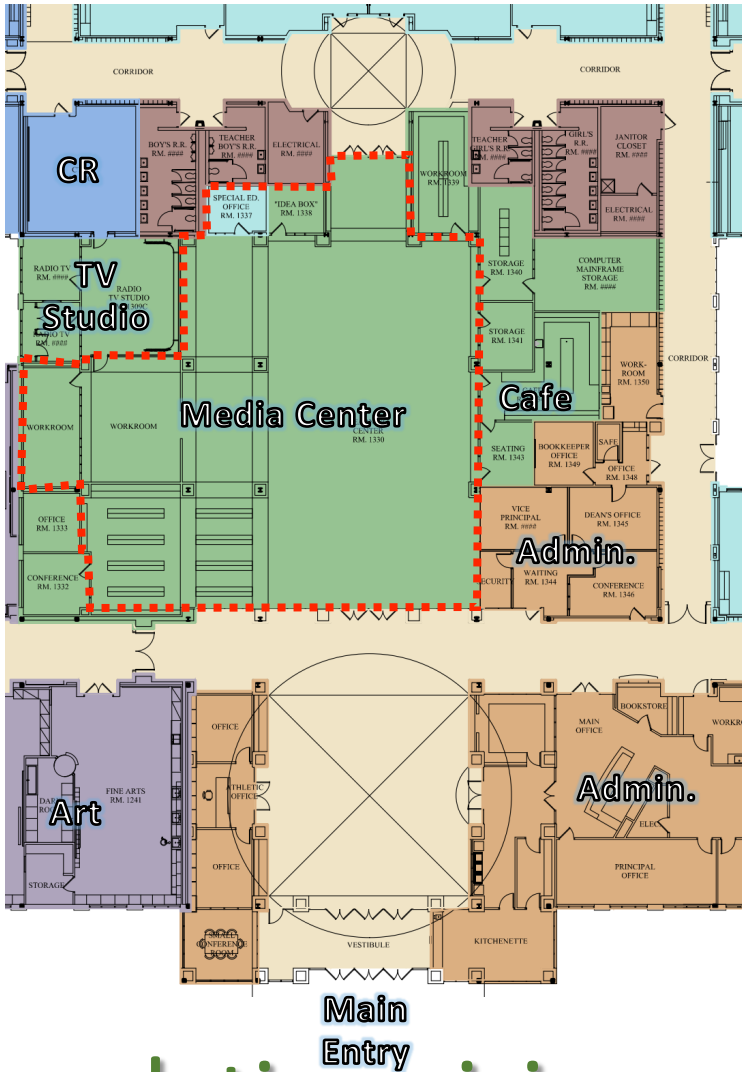 CORRIDOR
CORRIDOR
CR
BOY'S R.R.
RM. ####
TEACHER
BOY'S R.R.
RM. ####
ELECTRICAL
RM. ####
WORKROOM
RM. 1339
TEACHER
GIRL'S R.R.
RM. ####
GIRL'S
R.R.
RM. ####
JANITOR
CLOSET
RM. ####
ELECTRICAL
RM. ####
SPECIAL ED.
OFFICE
RM. 1337
"IDEA BOX"
RM. 1338
RADIO TV
RM. ####
TV
Studio
RADIO
TV STUDIO
RADIO TV
RM. ####
STORAGE
RM. 1340
COMPUTER
MAINFRAME
STORAGE
RM. ####
STORAGE
RM. 1341
WORK-
ROOM
RM. 1350
CORRIDOR
Cafe
WORKROOM
WORKROOM
Media Center
CENTER
RM. 1330
SEATING
RM. 1343
BOOKKEEPER
OFFICE
RM. 1349
SAFE
OFFICE
RM. 1348
OFFICE
RM. 1333
CONFERENCE
RM. 1332
VICE
PRINCIPAL
RM. ####
DEAN'S OFFICE
RM. 1345
Admin.
WAITING
RM. 1344
CONFERENCE
RM. 1346
OFFICE
ATHLETIC
OFFICE
OFFICE
FINE ARTS
RM. 1241
Art
STORAGE
SMALL
CONFERENCE
ROOM
VESTIBULE
KITCHENETTE
MAIN
OFFICE
BOOKSTORE
Admin.
ELEC
PRINCIPAL
OFFICE
Main
Entry